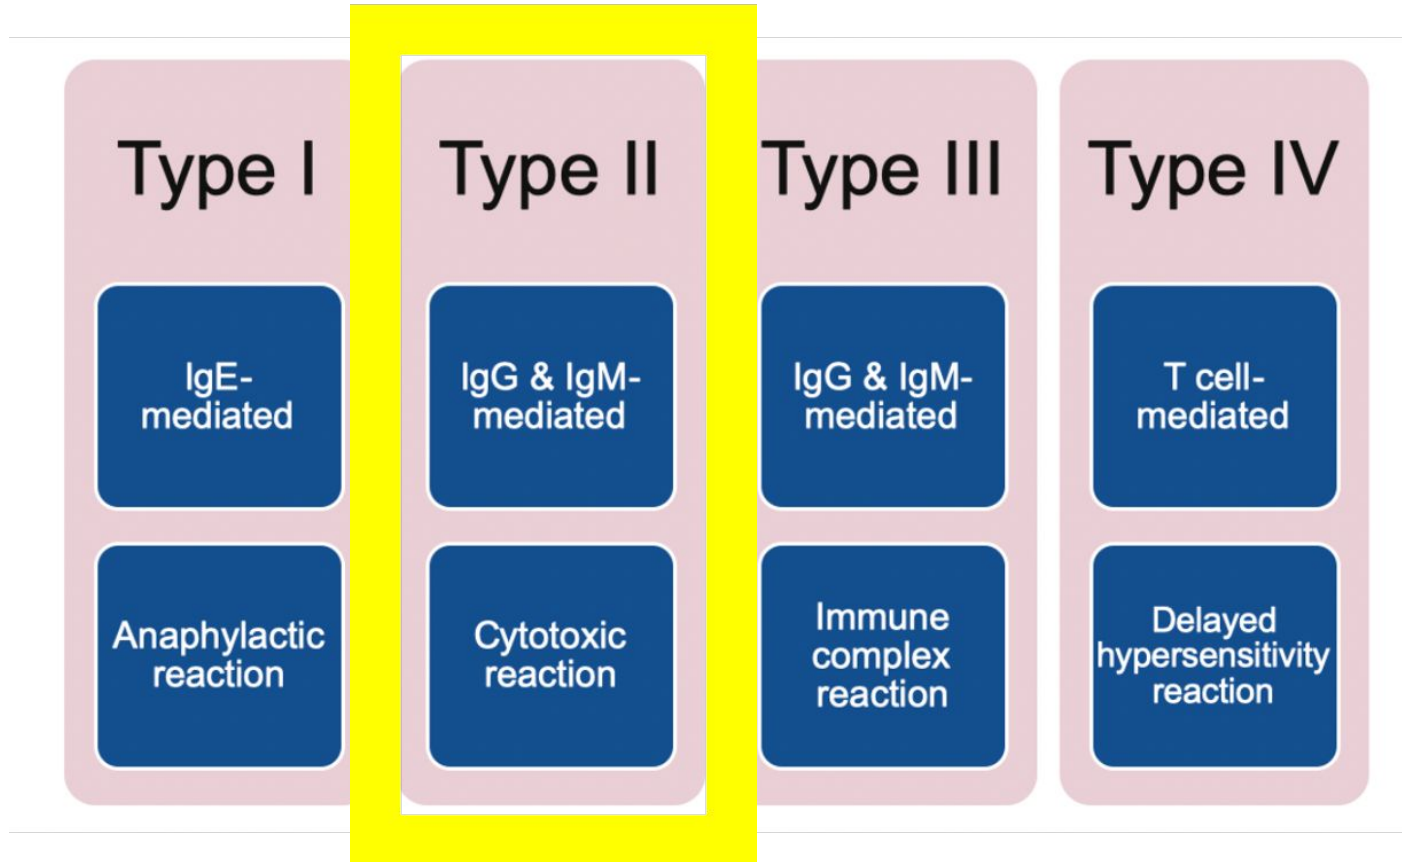 Type I
IgE-
mediated
Anaphylactic
reaction
Type II
IgG & IgM-
mediated
Cytotoxic
reaction
Type III
IgG & IgM-
mediated
Immune
complex
reaction
Type IV
T cell-
mediated
Delayed
hypersensitivity
reaction